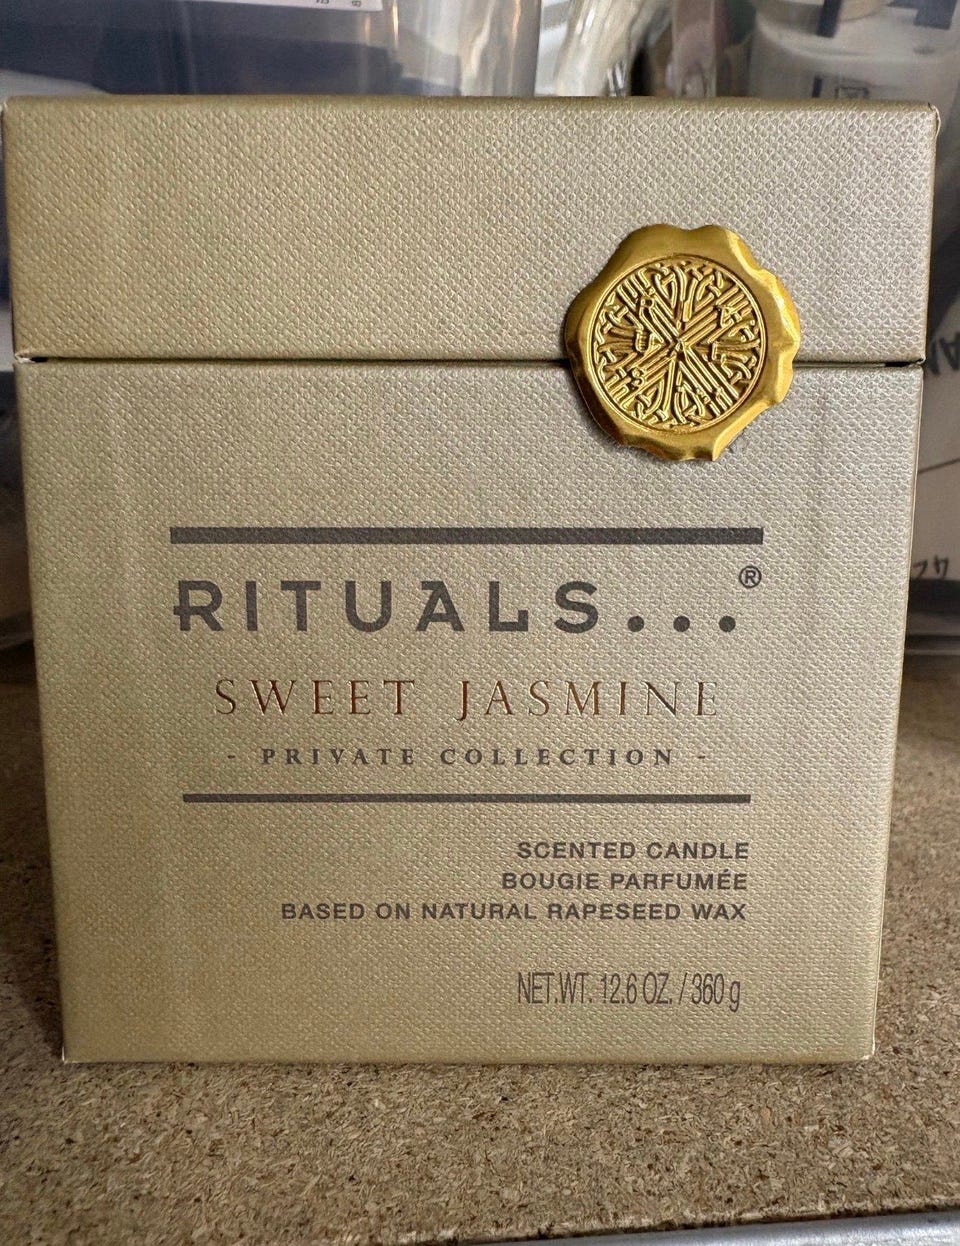 RITUALS...®
SWEET JASMINE
- PRIVATE COLLECTION -
SCENTED CANDLE
BOUGIE PARFUMÉE
BASED ON NATURAL RAPESEED WAX
NET.WT. 12.6 OZ. / 360 g